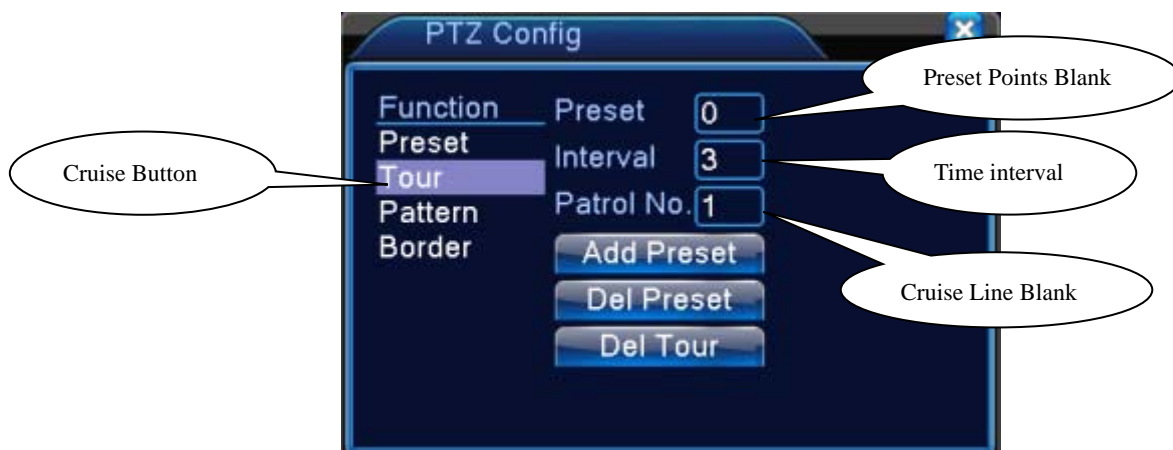 PTZ Config
Preset Points Blank
Function
Preset 0
Preset
Interval 3
Time interval
Cruise Button
Tour
Patrol No. 1
Pattern
Border
Add Preset
Cruise Line Blank
Del Preset
Del Tour